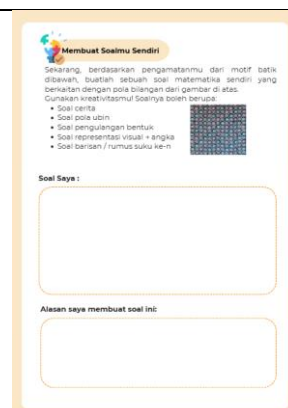 Membuat Soalmu Sendiri
Sekarang, berdasarkan pengamatanmu dari motif batik
dibawah, buatlah sebuah soal matematika sendiri yang
berkaitan dengan pola bilangan dari gambar di atas.
Gunakan kreativitasmu! Soalnya boleh berupa:
• Soal cerita
• Soal pola ubin
• Soal pengulangan bentuk
• Soal representasi visual + angka
• Soal barisan / rumus suku ke-n
Soal Saya :
Alasan saya membuat soal ini: